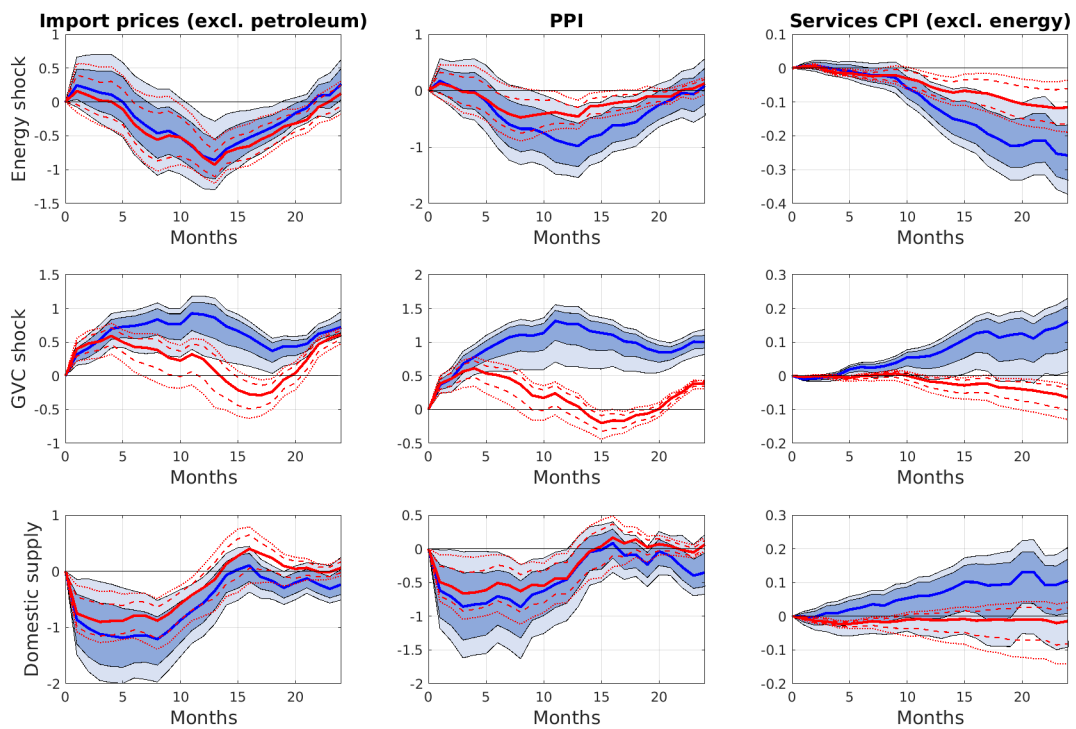 Import prices (excl. petroleum) PPI Services CPI (excl. energy)
Energy shock
1 0.5 0 -0.5 -1 -1.5
0 5 10 15 20
Months
1 0 -1 -2
0 5 10 15 20
Months
0.1 0 -0.1 -0.2 -0.3 -0.4
0 5 10 15 20
Months
GVC shock
1.5 1 0.5 0 -0.5 -1
0 5 10 15 20
Months
2 1.5 1 0.5 0 -0.5
0 5 10 15 20
Months
0.3 0.2 0.1 0 -0.1 -0.2
0 5 10 15 20
Months
Domestic supply
1 0 -1 -2
0 5 10 15 20
Months
0.5 0 -0.5 -1 -1.5 -2
0 5 10 15 20
Months
0.3 0.2 0.1 0 -0.1 -0.2
0 5 10 15 20
Months